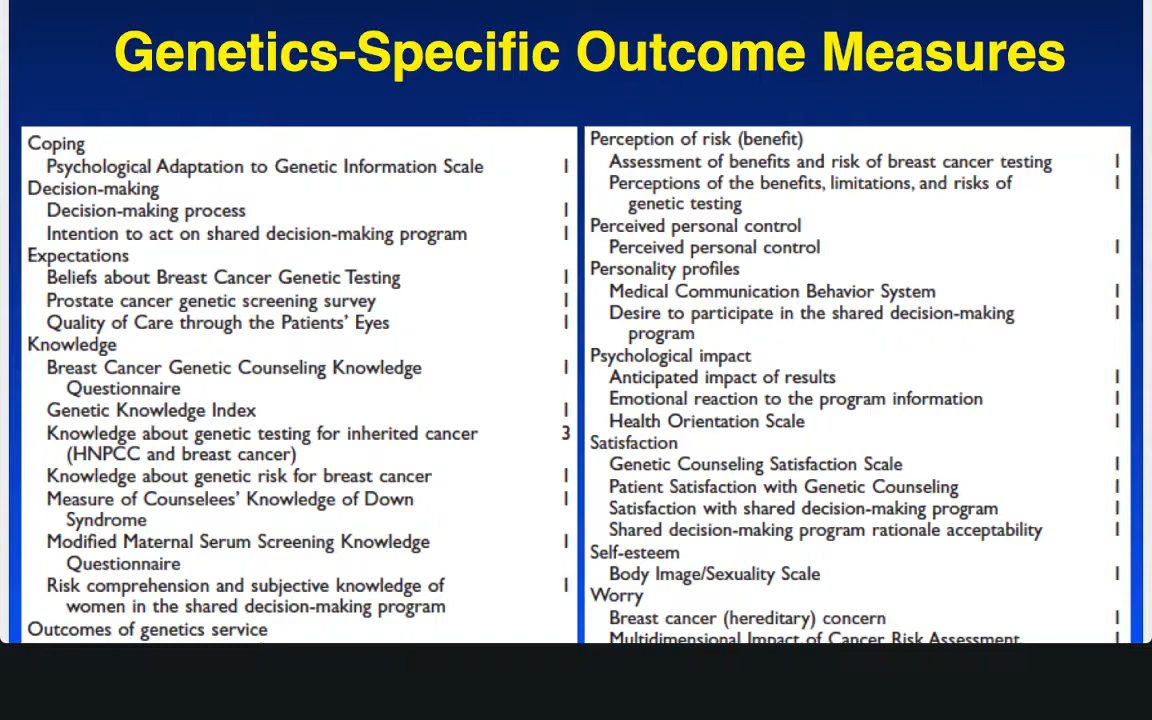 Genetics-Specific Outcome Measures
Coping
Psychological Adaptation to Genetic Information Scale 1
Decision-making
Decision-making process 1
Intention to act on shared decision-making program 1
Expectations
Beliefs about Breast Cancer Genetic Testing 1
Prostate cancer genetic screening survey 1
Quality of Care through the Patients' Eyes 1
Knowledge
Breast Cancer Genetic Counseling Knowledge 1
Questionnaire
Genetic Knowledge Index 1
Knowledge about genetic testing for inherited cancer 3
(HNPCC and breast cancer)
Knowledge about genetic risk for breast cancer 1
Measure of Counselees' Knowledge of Down 1
Syndrome
Modified Maternal Serum Screening Knowledge 1
Questionnaire
Risk comprehension and subjective knowledge of 1
women in the shared decision-making program
Outcomes of genetics service
Perception of risk (benefit)
Assessment of benefits and risk of breast cancer testing 1
Perceptions of the benefits, limitations, and risks of 1
genetic testing
Perceived personal control
Perceived personal control 1
Personality profiles
Medical Communication Behavior System 1
Desire to participate in the shared decision-making 1
program
Psychological impact
Anticipated impact of results 1
Emotional reaction to the program information 1
Health Orientation Scale 1
Satisfaction
Genetic Counseling Satisfaction Scale 1
Patient Satisfaction with Genetic Counseling 1
Satisfaction with shared decision-making program 1
Shared decision-making program rationale acceptability 1
Self-esteem
Body Image/Sexuality Scale 1
Worry
Breast cancer (hereditary) concern 1
Multidimensional Impact of Cancer Risk Assessment 1